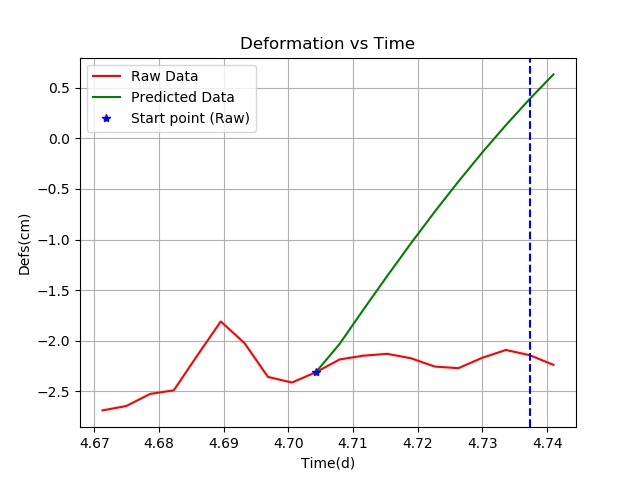 Deformation vs Time
Raw Data
Predicted Data
Start point (Raw)
0.5
0.0
−0.5
−1.0
−1.5
−2.0
−2.5
Defs(cm)
4.67 4.68 4.69 4.70 4.71 4.72 4.73 4.74
Time(d)